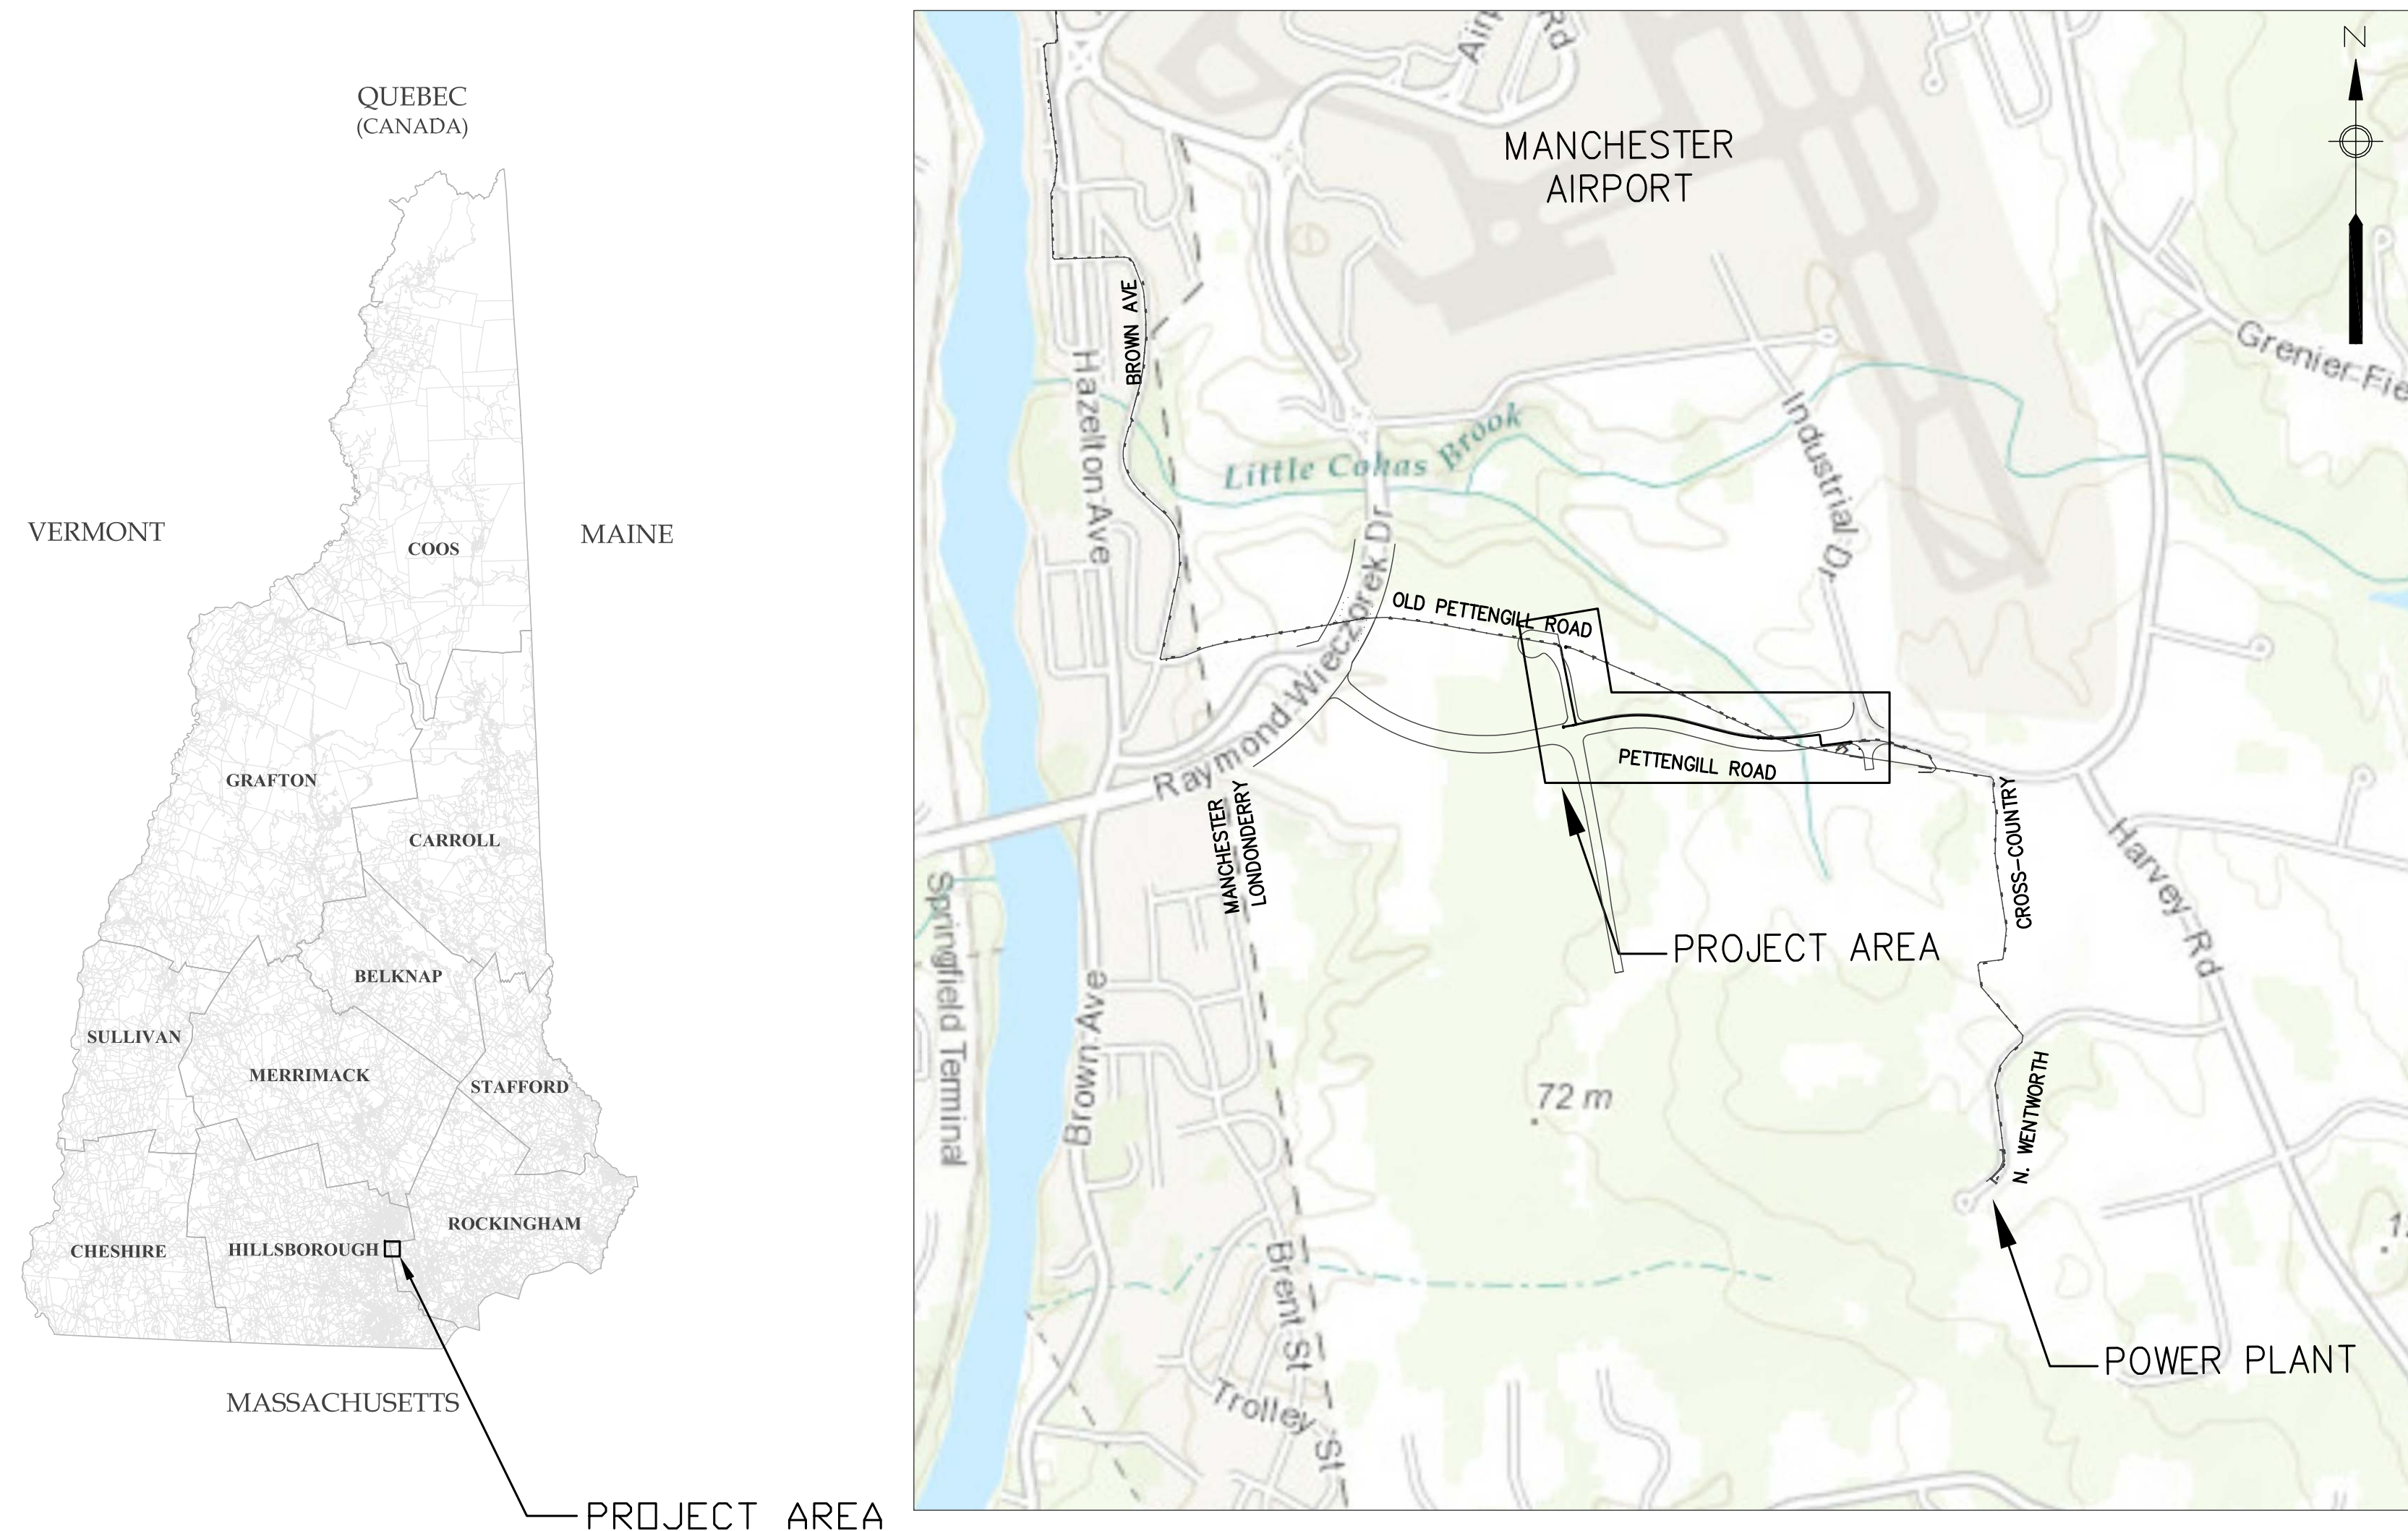 QUEBEC
(CANADA)
VERMONT
MAINE
COOS
GRAFTON
CARROLL
BELKNAP
SULLIVAN
MERRIMACK
STAFFORD
ROCKINGHAM
CHESHIRE
HILLSBOROUGH
MASSACHUSETTS
PROJECT AREA
Rd
N
MANCHESTER
AIRPORT
BROWN AVE
Hazelton Ave
Grenier Fie
Little Cohas Brook
Industrial Dr
OLD PETTENGILL ROAD
Raymond Wieczorek Dr
PETTENGILL ROAD
MANCHESTER
LONDONDERRY
CROSS-COUNTRY
Harvey Rd
Springfield Terminal
PROJECT AREA
Brown Ave
72 m
N. WENTWORTH
Brent St
POWER PLANT
Trolley St